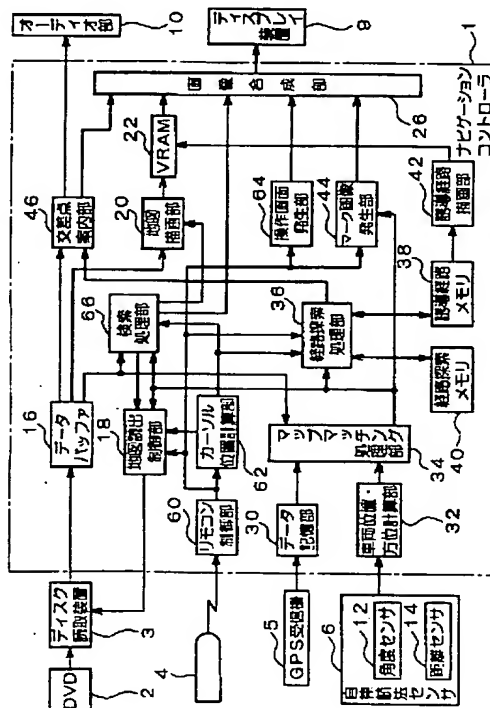 オーディオ部
10
ディスプレイ
装置
9
1
ナビゲーション
コントローラ
画像合成部
26
22
VRAM
46
交差点
案内部
20
地図
描画部
64
操作画面
発生部
44
マーク画像
発生部
42
誘導経路
描画部
66
検索
処理部
36
経路探索
処理部
38
誘導経路
メモリ
16
データ
バッファ
18
地図読出
制御部
カーソル
位置計算部
62
経路探索
メモリ
40
マップマッチング
処理部
34
60
リモコン
制御部
30
データ
記憶部
車両位置・
方位計算部
32
ディスク
読取装置
3
DVD
2
4
5
GPS受信機
6
12
角度センサ
14
距離センサ
自律航法センサ